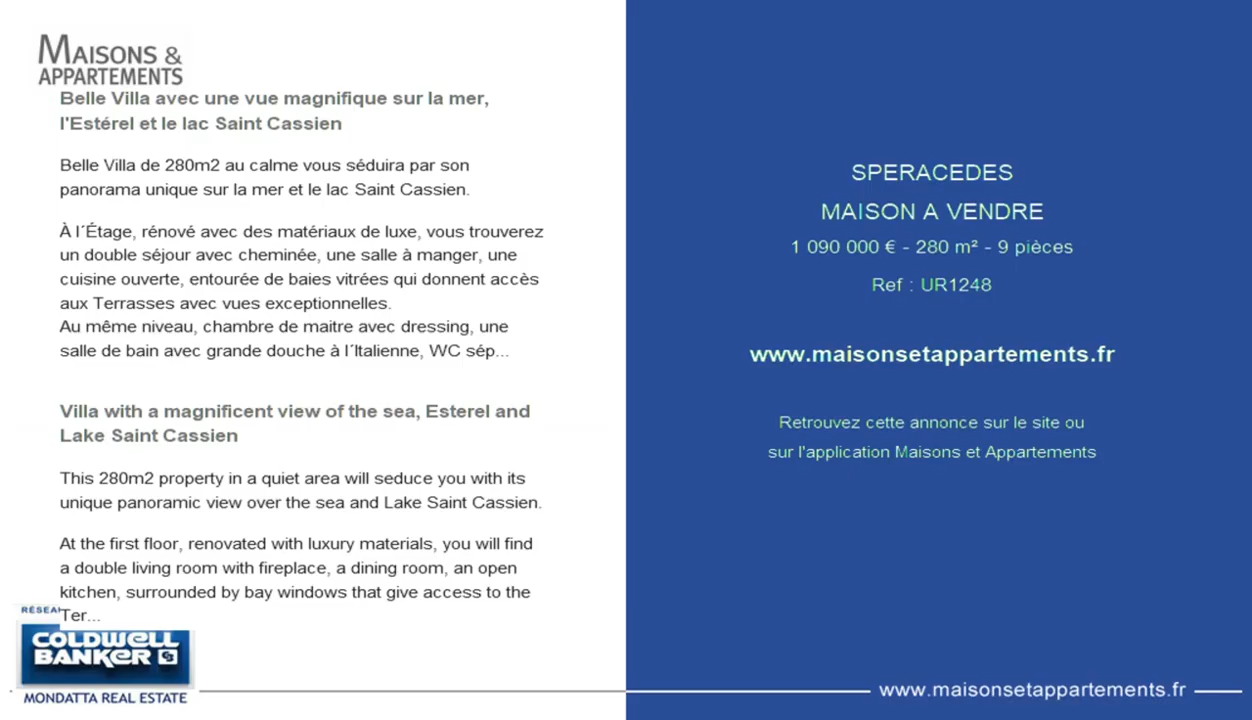 MAISONS &
APPARTEMENTS
Belle Villa avec une vue magnifique sur la mer,
l'Estérel et le lac Saint Cassien
Belle Villa de 280m2 au calme vous séduira par son
panorama unique sur la mer et le lac Saint Cassien.
À l´Étage, rénové avec des matériaux de luxe, vous trouverez
un double séjour avec cheminée, une salle à manger, une
cuisine ouverte, entourée de baies vitrées qui donnent accès
aux Terrasses avec vues exceptionnelles.
Au même niveau, chambre de maitre avec dressing, une
salle de bain avec grande douche à l´Italienne, WC sép...
Villa with a magnificent view of the sea, Esterel and
Lake Saint Cassien
This 280m2 property in a quiet area will seduce you with its
unique panoramic view over the sea and Lake Saint Cassien.
At the first floor, renovated with luxury materials, you will find
a double living room with fireplace, a dining room, an open
kitchen, surrounded by bay windows that give access to the
Ter...
COLDWELL
BANKER CB
MONDATTA REAL ESTATE
SPERACEDES
MAISON A VENDRE
1 090 000 € - 280 m² - 9 pièces
Ref : UR1248
www.maisonsetappartements.fr
Retrouvez cette annonce sur le site ou
sur l'application Maisons et Appartements
www.maisonsetappartements.fr